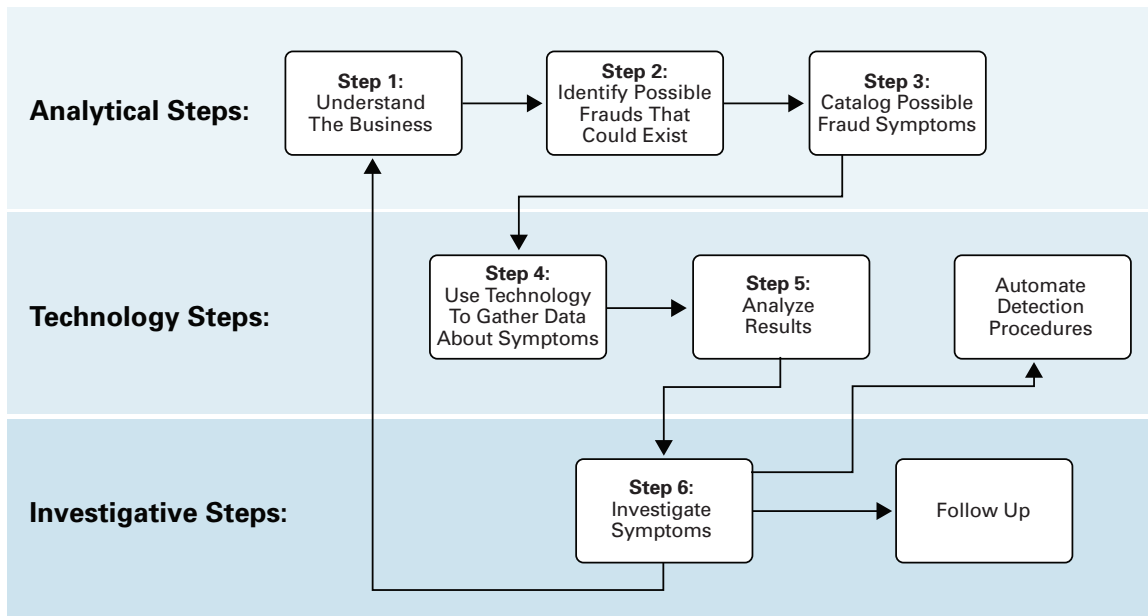 Analytical Steps:
Step 1:
Understand
The Business
Step 2:
Identify Possible
Frauds That
Could Exist
Step 3:
Catalog Possible
Fraud Symptoms
Technology Steps:
Step 4:
Use Technology
To Gather Data
About Symptoms
Step 5:
Analyze
Results
Automate
Detection
Procedures
Investigative Steps:
Step 6:
Investigate
Symptoms
Follow Up